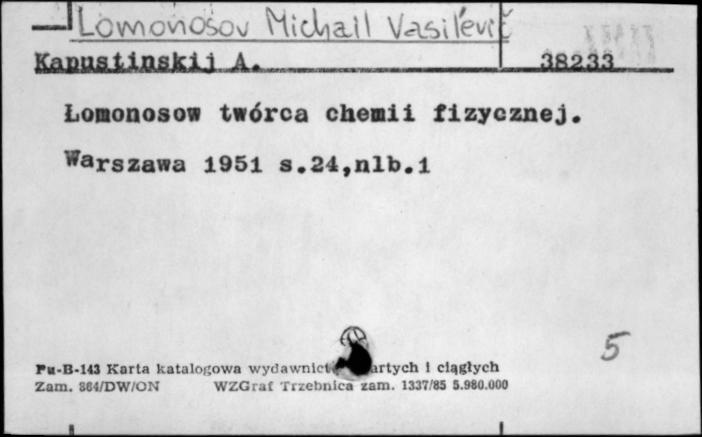 Lomonosov Michail Vasil'evič
Kapustinskij A. 38233
Łomonosow twórca chemii fizycznej.
Warszawa 1951 s.24,nlb.1
5
Pu-B-143 Karta katalogowa wydawnict artych i ciągłych
Zam. 864/DW/ON WZGraf Trzebnica zam. 1337/85 5.980.000